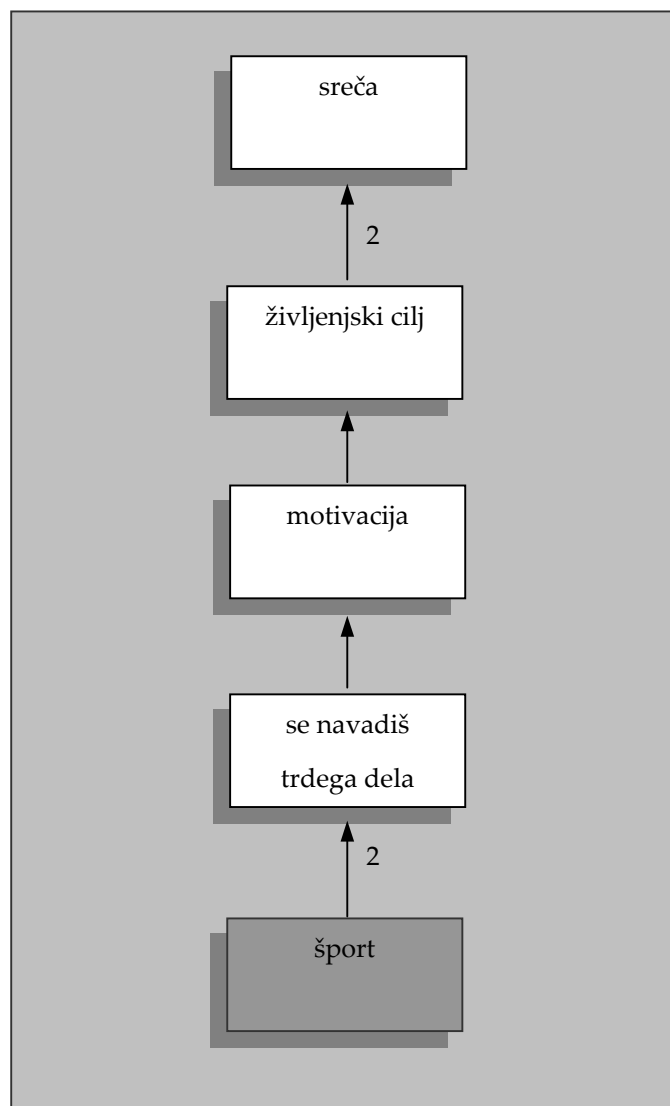 sreča
2
življenjski cilj
motivacija
se navadiš
trdega dela
2
šport